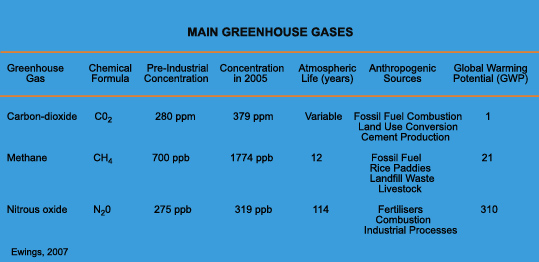 MAIN GREENHOUSE GASES
Greenhouse Gas Chemical Formula Pre-Industrial Concentration Concentration in 2005 Atmospheric Life (years) Anthropogenic Sources Global Warming Potential (GWP)
Carbon-dioxide C0₂ 280 ppm 379 ppm Variable Fossil Fuel Combustion 1
Land Use Conversion
Cement Production
Methane CH₄ 700 ppb 1774 ppb 12 Fossil Fuel 21
Rice Paddies
Landfill Waste
Livestock
Nitrous oxide N₂0 275 ppb 319 ppb 114 Fertilisers 310
Combustion
Industrial Processes
Ewings, 2007